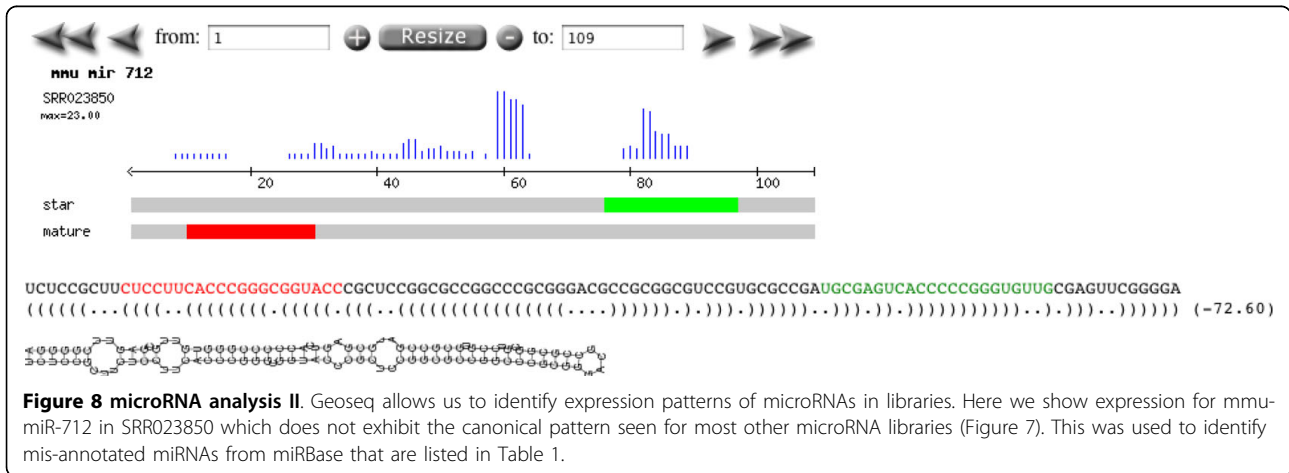 from: 1 + Resize - to: 109
mmu mir 712
SRR023850
max=23.00
20 40 60 80 100
star
mature
UCUCCGCUUCUCCUUCACCCGGGCGGUACCCGCUCCGGCGCCGGCCCGCGGGACGCCGCGGCGUCCGUGCGCCGAUGCGAGUCACCCCCGGGUGUUGCGAGUUCGGGGA
((((((...((((..(((((((((.((((.(((.((((((((((((((((....)))))).).))).))))))..))).)).)))))))))))..).)))..)))))) (-72.60)
Figure 8 microRNA analysis II. Geoseq allows us to identify expression patterns of microRNAs in libraries. Here we show expression for mmu-
miR-712 in SRR023850 which does not exhibit the canonical pattern seen for most other microRNA libraries (Figure 7). This was used to identify
mis-annotated miRNAs from miRBase that are listed in Table 1.